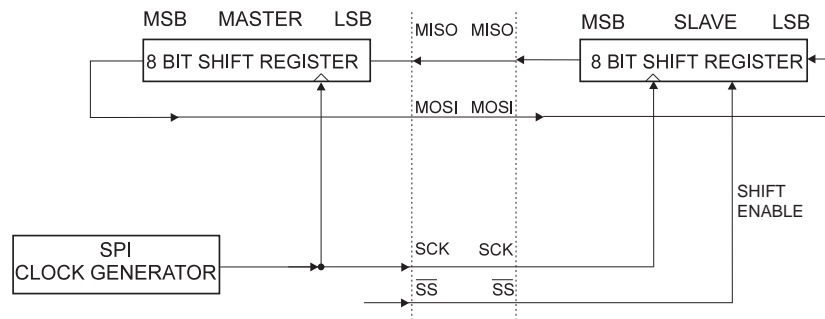 MSB MASTER LSB
MISO MISO
MSB SLAVE LSB
8 BIT SHIFT REGISTER
8 BIT SHIFT REGISTER
MOSI MOSI
SHIFT
ENABLE
SPI
CLOCK GENERATOR
SCK SCK
SS SS